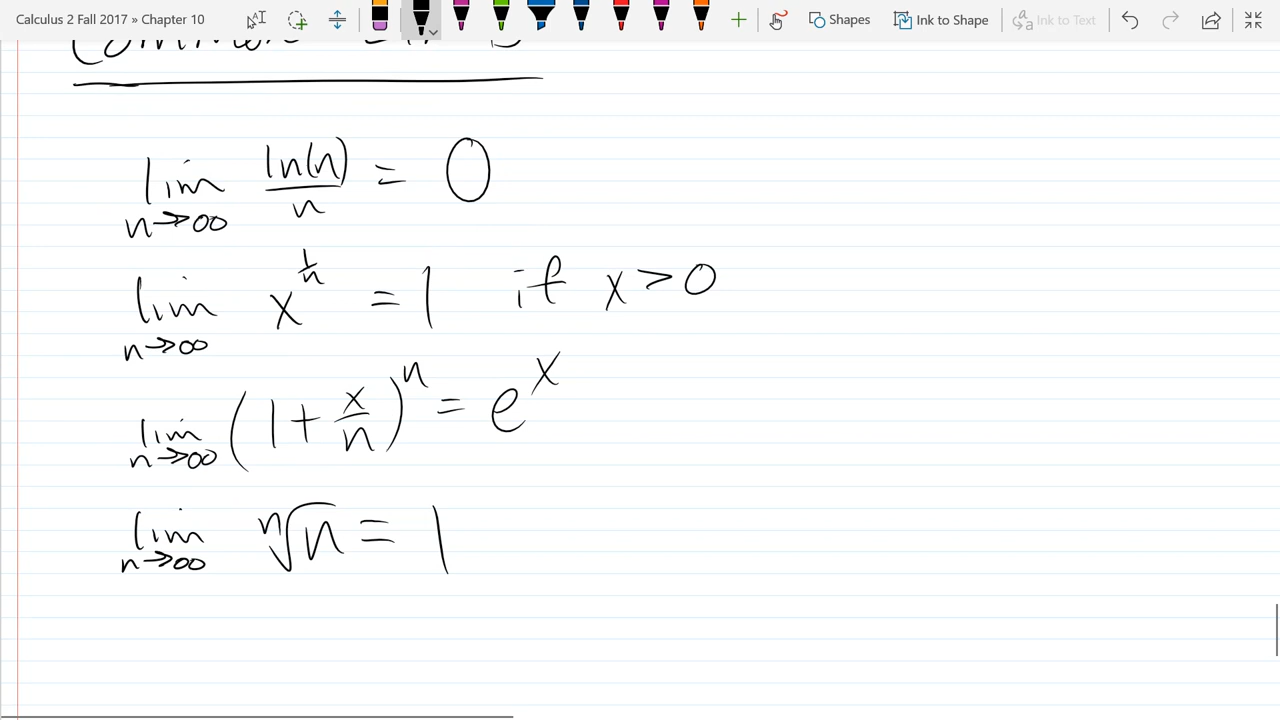 Calculus 2 Fall 2017 » Chapter 10
Shapes
Ink to Shape
Ink to Text
lim n→∞ ln(n)/n = 0
lim n→∞ x^(1/n) = 1 if x > 0
lim n→∞ (1 + x/n)^n = e^x
lim n→∞ ⁿ√n = 1